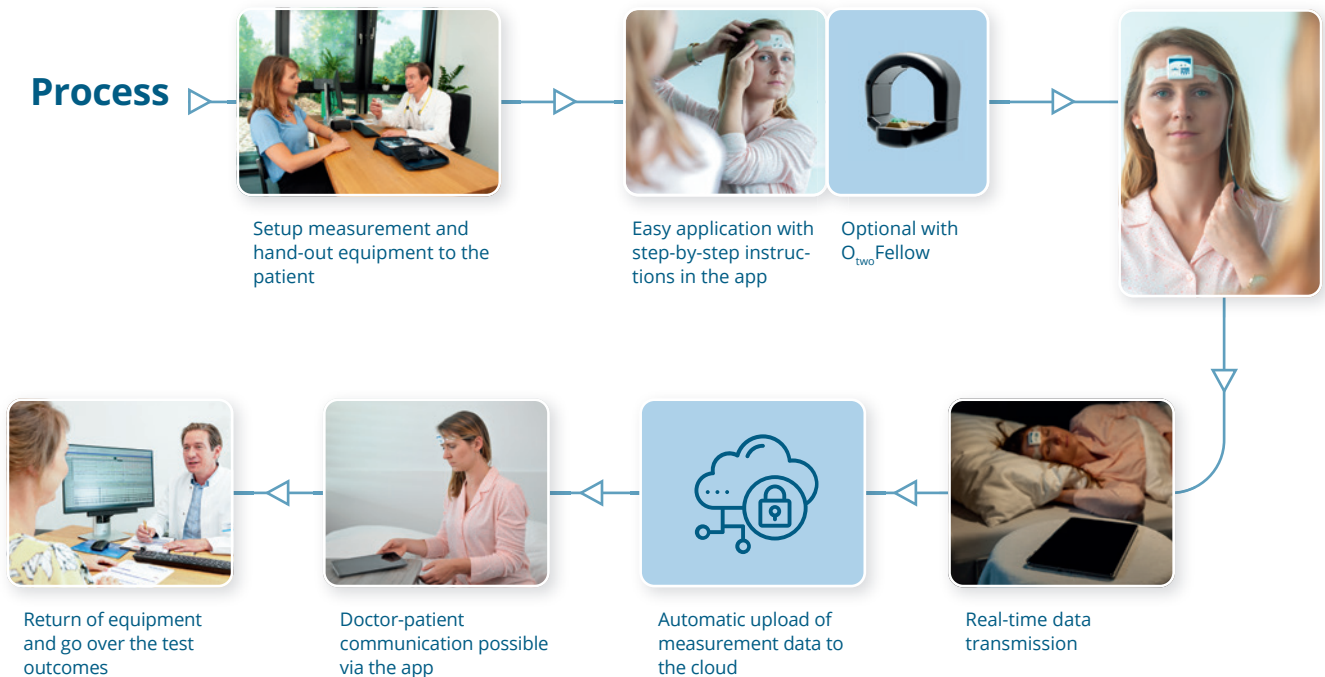 Process
Setup measurement and
hand-out equipment to the
patient
Easy application with
step-by-step instruc-
tions in the app
Optional with
OtwoFellow
Real-time data
transmission
Automatic upload of
measurement data to
the cloud
Doctor-patient
communication possible
via the app
Return of equipment
and go over the test
outcomes